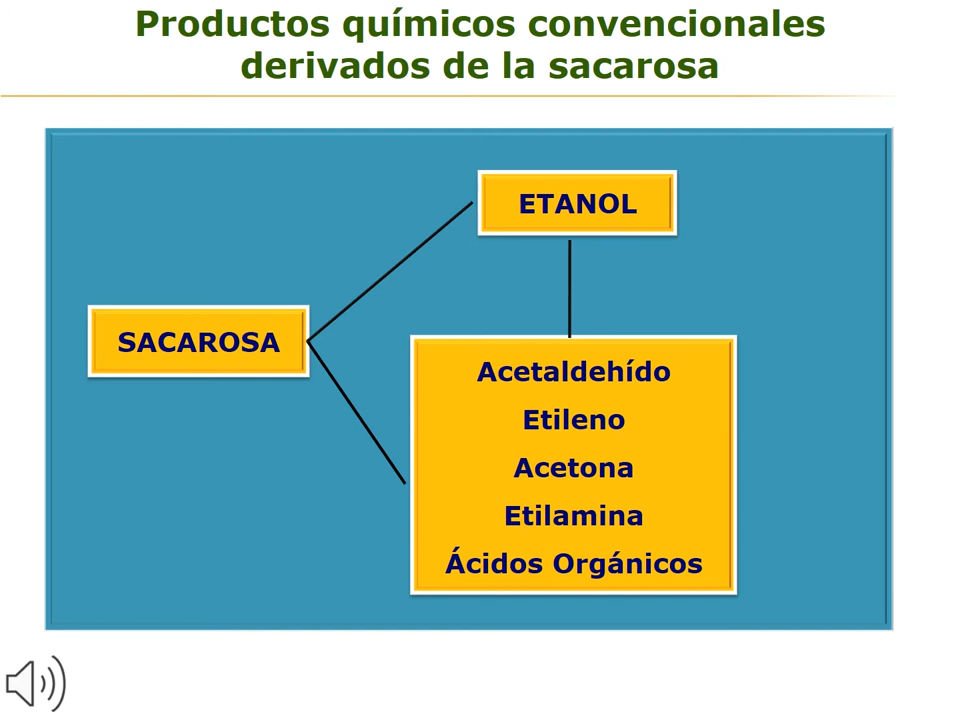 Productos químicos convencionales
derivados de la sacarosa
ETANOL
SACAROSA
Acetaldehído
Etileno
Acetona
Etilamina
Ácidos Orgánicos